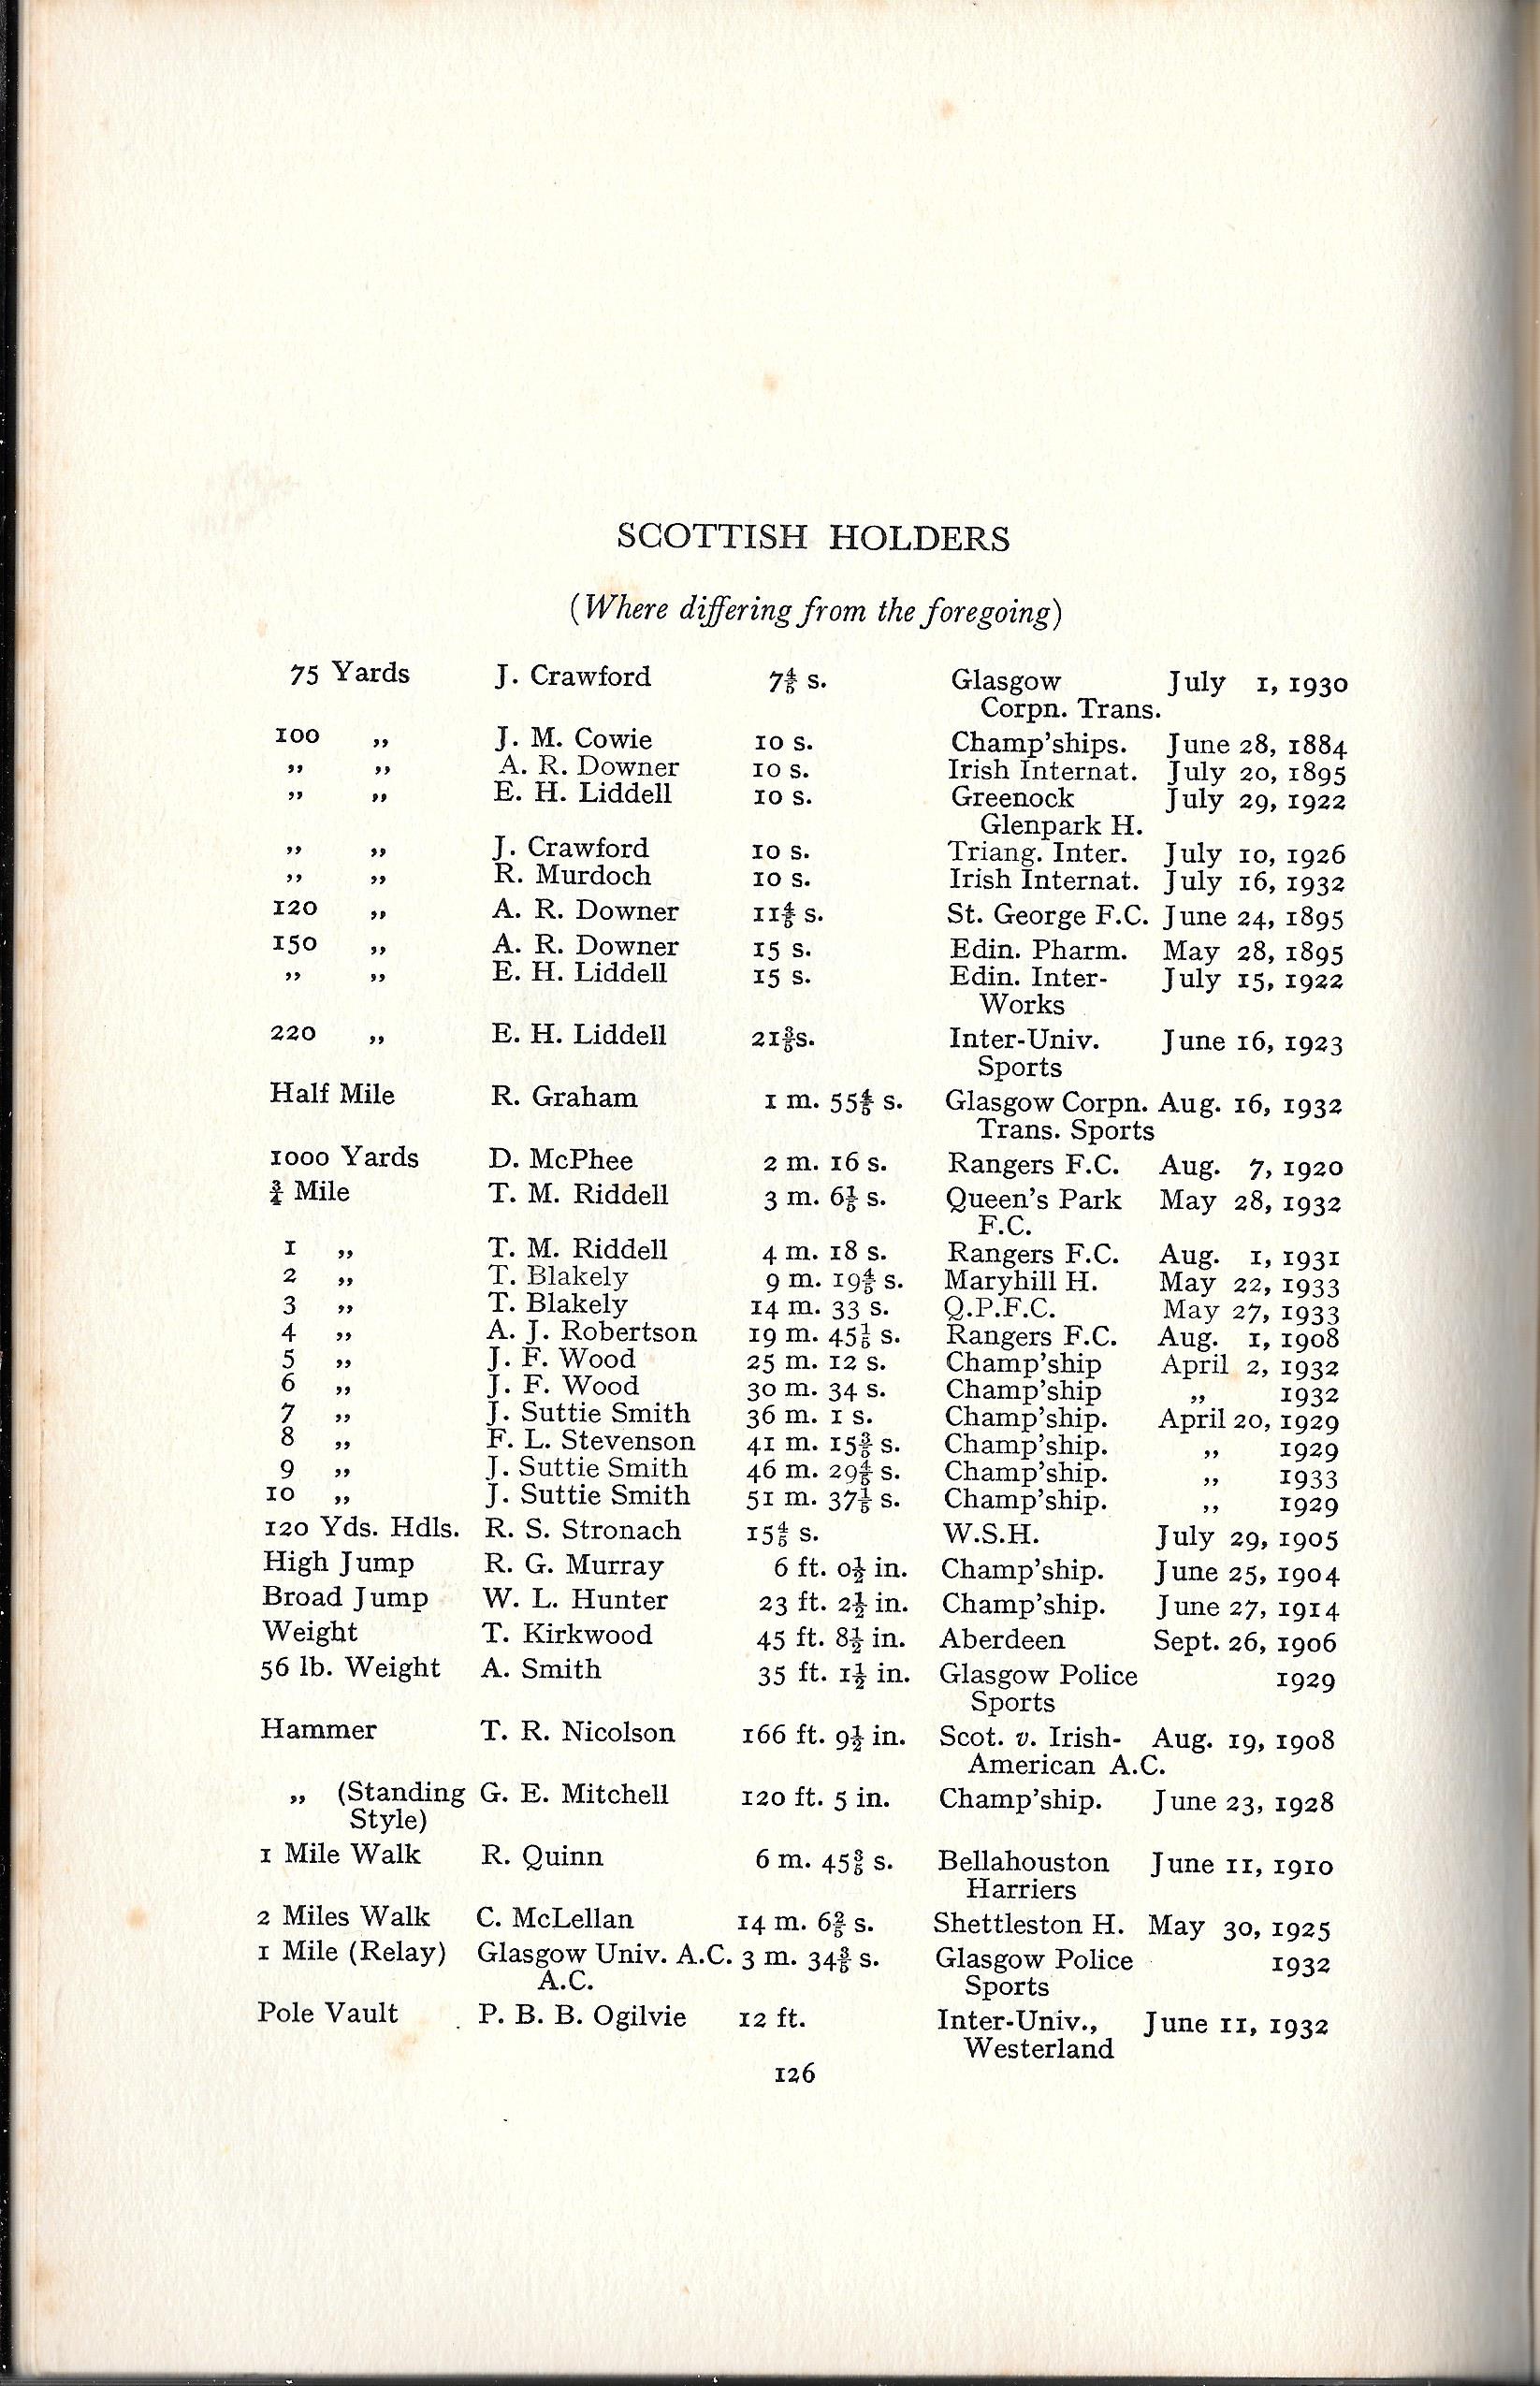 SCOTTISH HOLDERS
(Where differing from the foregoing)
75 Yards J. Crawford 7⅘ s. Glasgow July 1, 1930
Corpn. Trans.
100 „ J. M. Cowie 10 s. Champ'ships. June 28, 1884
„ „ A. R. Downer 10 s. Irish Internat. July 20, 1895
„ „ E. H. Liddell 10 s. Greenock July 29, 1922
Glenpark H.
„ „ J. Crawford 10 s. Triang. Inter. July 10, 1926
„ „ R. Murdoch 10 s. Irish Internat. July 16, 1932
120 „ A. R. Downer 11⅘ s. St. George F.C. June 24, 1895
150 „ A. R. Downer 15 s. Edin. Pharm. May 28, 1895
„ „ E. H. Liddell 15 s. Edin. Inter- July 15, 1922
Works
220 „ E. H. Liddell 21⅗s. Inter-Univ. June 16, 1923
Sports
Half Mile R. Graham 1 m. 55⅘ s. Glasgow Corpn. Aug. 16, 1932
Trans. Sports
1000 Yards D. McPhee 2 m. 16 s. Rangers F.C. Aug. 7, 1920
¾ Mile T. M. Riddell 3 m. 6⅕ s. Queen's Park May 28, 1932
F.C.
1 „ T. M. Riddell 4 m. 18 s. Rangers F.C. Aug. 1, 1931
2 „ T. Blakely 9 m. 19⅘ s. Maryhill H. May 22, 1933
3 „ T. Blakely 14 m. 33 s. Q.P.F.C. May 27, 1933
4 „ A. J. Robertson 19 m. 45⅕ s. Rangers F.C. Aug. 1, 1908
5 „ J. F. Wood 25 m. 12 s. Champ'ship April 2, 1932
6 „ J. F. Wood 30 m. 34 s. Champ'ship „ 1932
7 „ J. Suttie Smith 36 m. 1 s. Champ'ship. April 20, 1929
8 „ F. L. Stevenson 41 m. 15⅗ s. Champ'ship. „ 1929
9 „ J. Suttie Smith 46 m. 29⅘ s. Champ'ship. „ 1933
10 „ J. Suttie Smith 51 m. 37⅕ s. Champ'ship. „ 1929
120 Yds. Hdls. R. S. Stronach 15⅘ s. W.S.H. July 29, 1905
High Jump R. G. Murray 6 ft. 0½ in. Champ'ship. June 25, 1904
Broad Jump W. L. Hunter 23 ft. 2½ in. Champ'ship. June 27, 1914
Weight T. Kirkwood 45 ft. 8½ in. Aberdeen Sept. 26, 1906
56 lb. Weight A. Smith 35 ft. 1½ in. Glasgow Police 1929
Sports
Hammer T. R. Nicolson 166 ft. 9½ in. Scot. v. Irish- Aug. 19, 1908
American A.C.
„ (Standing G. E. Mitchell 120 ft. 5 in. Champ'ship. June 23, 1928
Style)
1 Mile Walk R. Quinn 6 m. 45⅗ s. Bellahouston June 11, 1910
Harriers
2 Miles Walk C. McLellan 14 m. 6⅖ s. Shettleston H. May 30, 1925
1 Mile (Relay) Glasgow Univ. A.C. 3 m. 34⅗ s. Glasgow Police 1932
A.C. Sports
Pole Vault P. B. B. Ogilvie 12 ft. Inter-Univ., June 11, 1932
Westerland
126